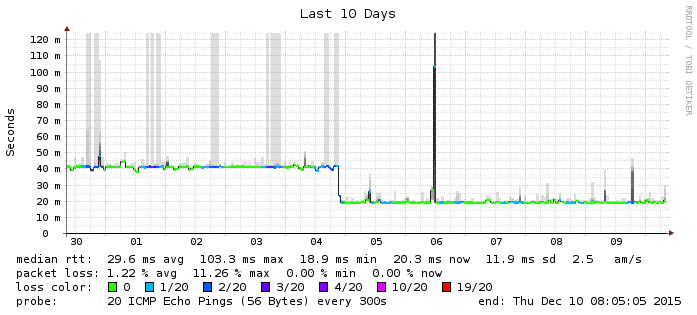 Last 10 Days
RRDTOOL / TOBI OETIKER
Seconds
120 m
110 m
100 m
90 m
80 m
70 m
60 m
50 m
40 m
30 m
20 m
10 m
0
30 01 02 03 04 05 06 07 08 09
median rtt: 29.6 ms avg 103.3 ms max 18.9 ms min 20.3 ms now 11.9 ms sd 2.5 am/s
packet loss: 1.22 % avg 11.26 % max 0.00 % min 0.00 % now
loss color: 0 1/20 2/20 3/20 4/20 10/20 19/20
probe: 20 ICMP Echo Pings (56 Bytes) every 300s end: Thu Dec 10 08:05:05 2015